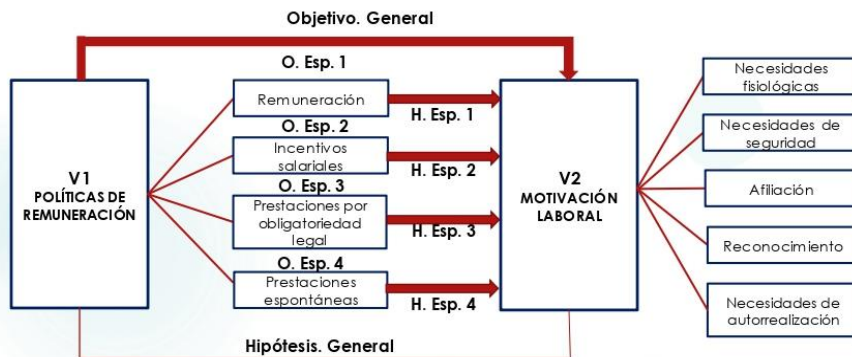 Objetivo. General
V1
POLÍTICAS DE
REMUNERACIÓN
O. Esp. 1
Remuneración
H. Esp. 1
O. Esp. 2
Incentivos
salariales
H. Esp. 2
O. Esp. 3
Prestaciones por
obligatoriedad
legal
H. Esp. 3
O. Esp. 4
Prestaciones
espontáneas
H. Esp. 4
V2
MOTIVACIÓN
LABORAL
Necesidades
fisiológicas
Necesidades de
seguridad
Afiliación
Reconocimiento
Necesidades de
autorrealización
Hipótesis. General